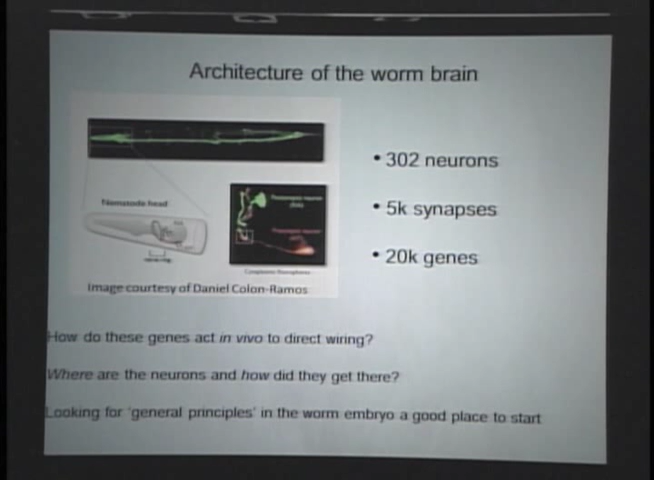 Architecture of the worm brain
• 302 neurons
• 5k synapses
• 20k genes
Nematode head
Image courtesy of Daniel Colon-Ramos
How do these genes act in vivo to direct wiring?
Where are the neurons and how did they get there?
Looking for 'general principles' in the worm embryo a good place to start